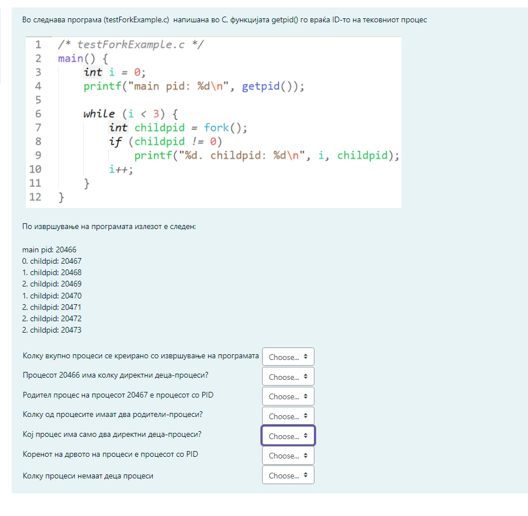 Во следнава програма (testForkExample.c) напишана во C, функцијата getpid() го враќа ID-то на тековниот процес
1 /* testForkExample.c */
2 main() {
3 int i = 0;
4 printf("main pid: %d\n", getpid());
5
6 while (i < 3) {
7 int childpid = fork();
8 if (childpid != 0)
9 printf("%d. childpid: %d\n", i, childpid);
10 i++;
11 }
12 }
По извршување на програмата излезот е следен:
main pid: 20466
0. childpid: 20467
1. childpid: 20468
2. childpid: 20469
1. childpid: 20470
2. childpid: 20471
2. childpid: 20472
2. childpid: 20473
Колку вкупно процеси се креирано со извршување на програмата Choose...
Процесот 20466 има колку директни деца-процеси? Choose...
Родител процес на процесот 20467 е процесот со PID Choose...
Колку од процесите имаат два родители-процеси? Choose...
Кој процес има само два директни деца-процеси? Choose...
Коренот на дрвото на процеси е процесот со PID Choose...
Колку процеси немаат деца процеси Choose...